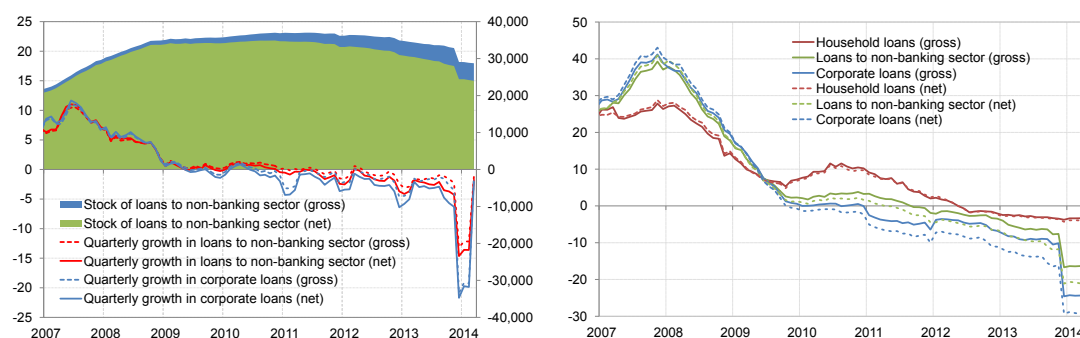 25
20
15
10
5
0
-5
-10
-15
-20
-25
40,000
30,000
20,000
10,000
0
-10,000
-20,000
-30,000
-40,000
Stock of loans to non-banking sector (gross)
Stock of loans to non-banking sector (net)
Quarterly growth in loans to non-banking sector (gross)
Quarterly growth in loans to non-banking sector (net)
Quarterly growth in corporate loans (gross)
Quarterly growth in corporate loans (net)
2007 2008 2009 2010 2011 2012 2013 2014
50
40
30
20
10
0
-10
-20
-30
Household loans (gross)
Loans to non-banking sector (gross)
Corporate loans (gross)
Household loans (net)
Loans to non-banking sector (net)
Corporate loans (net)
2007 2008 2009 2010 2011 2012 2013 2014